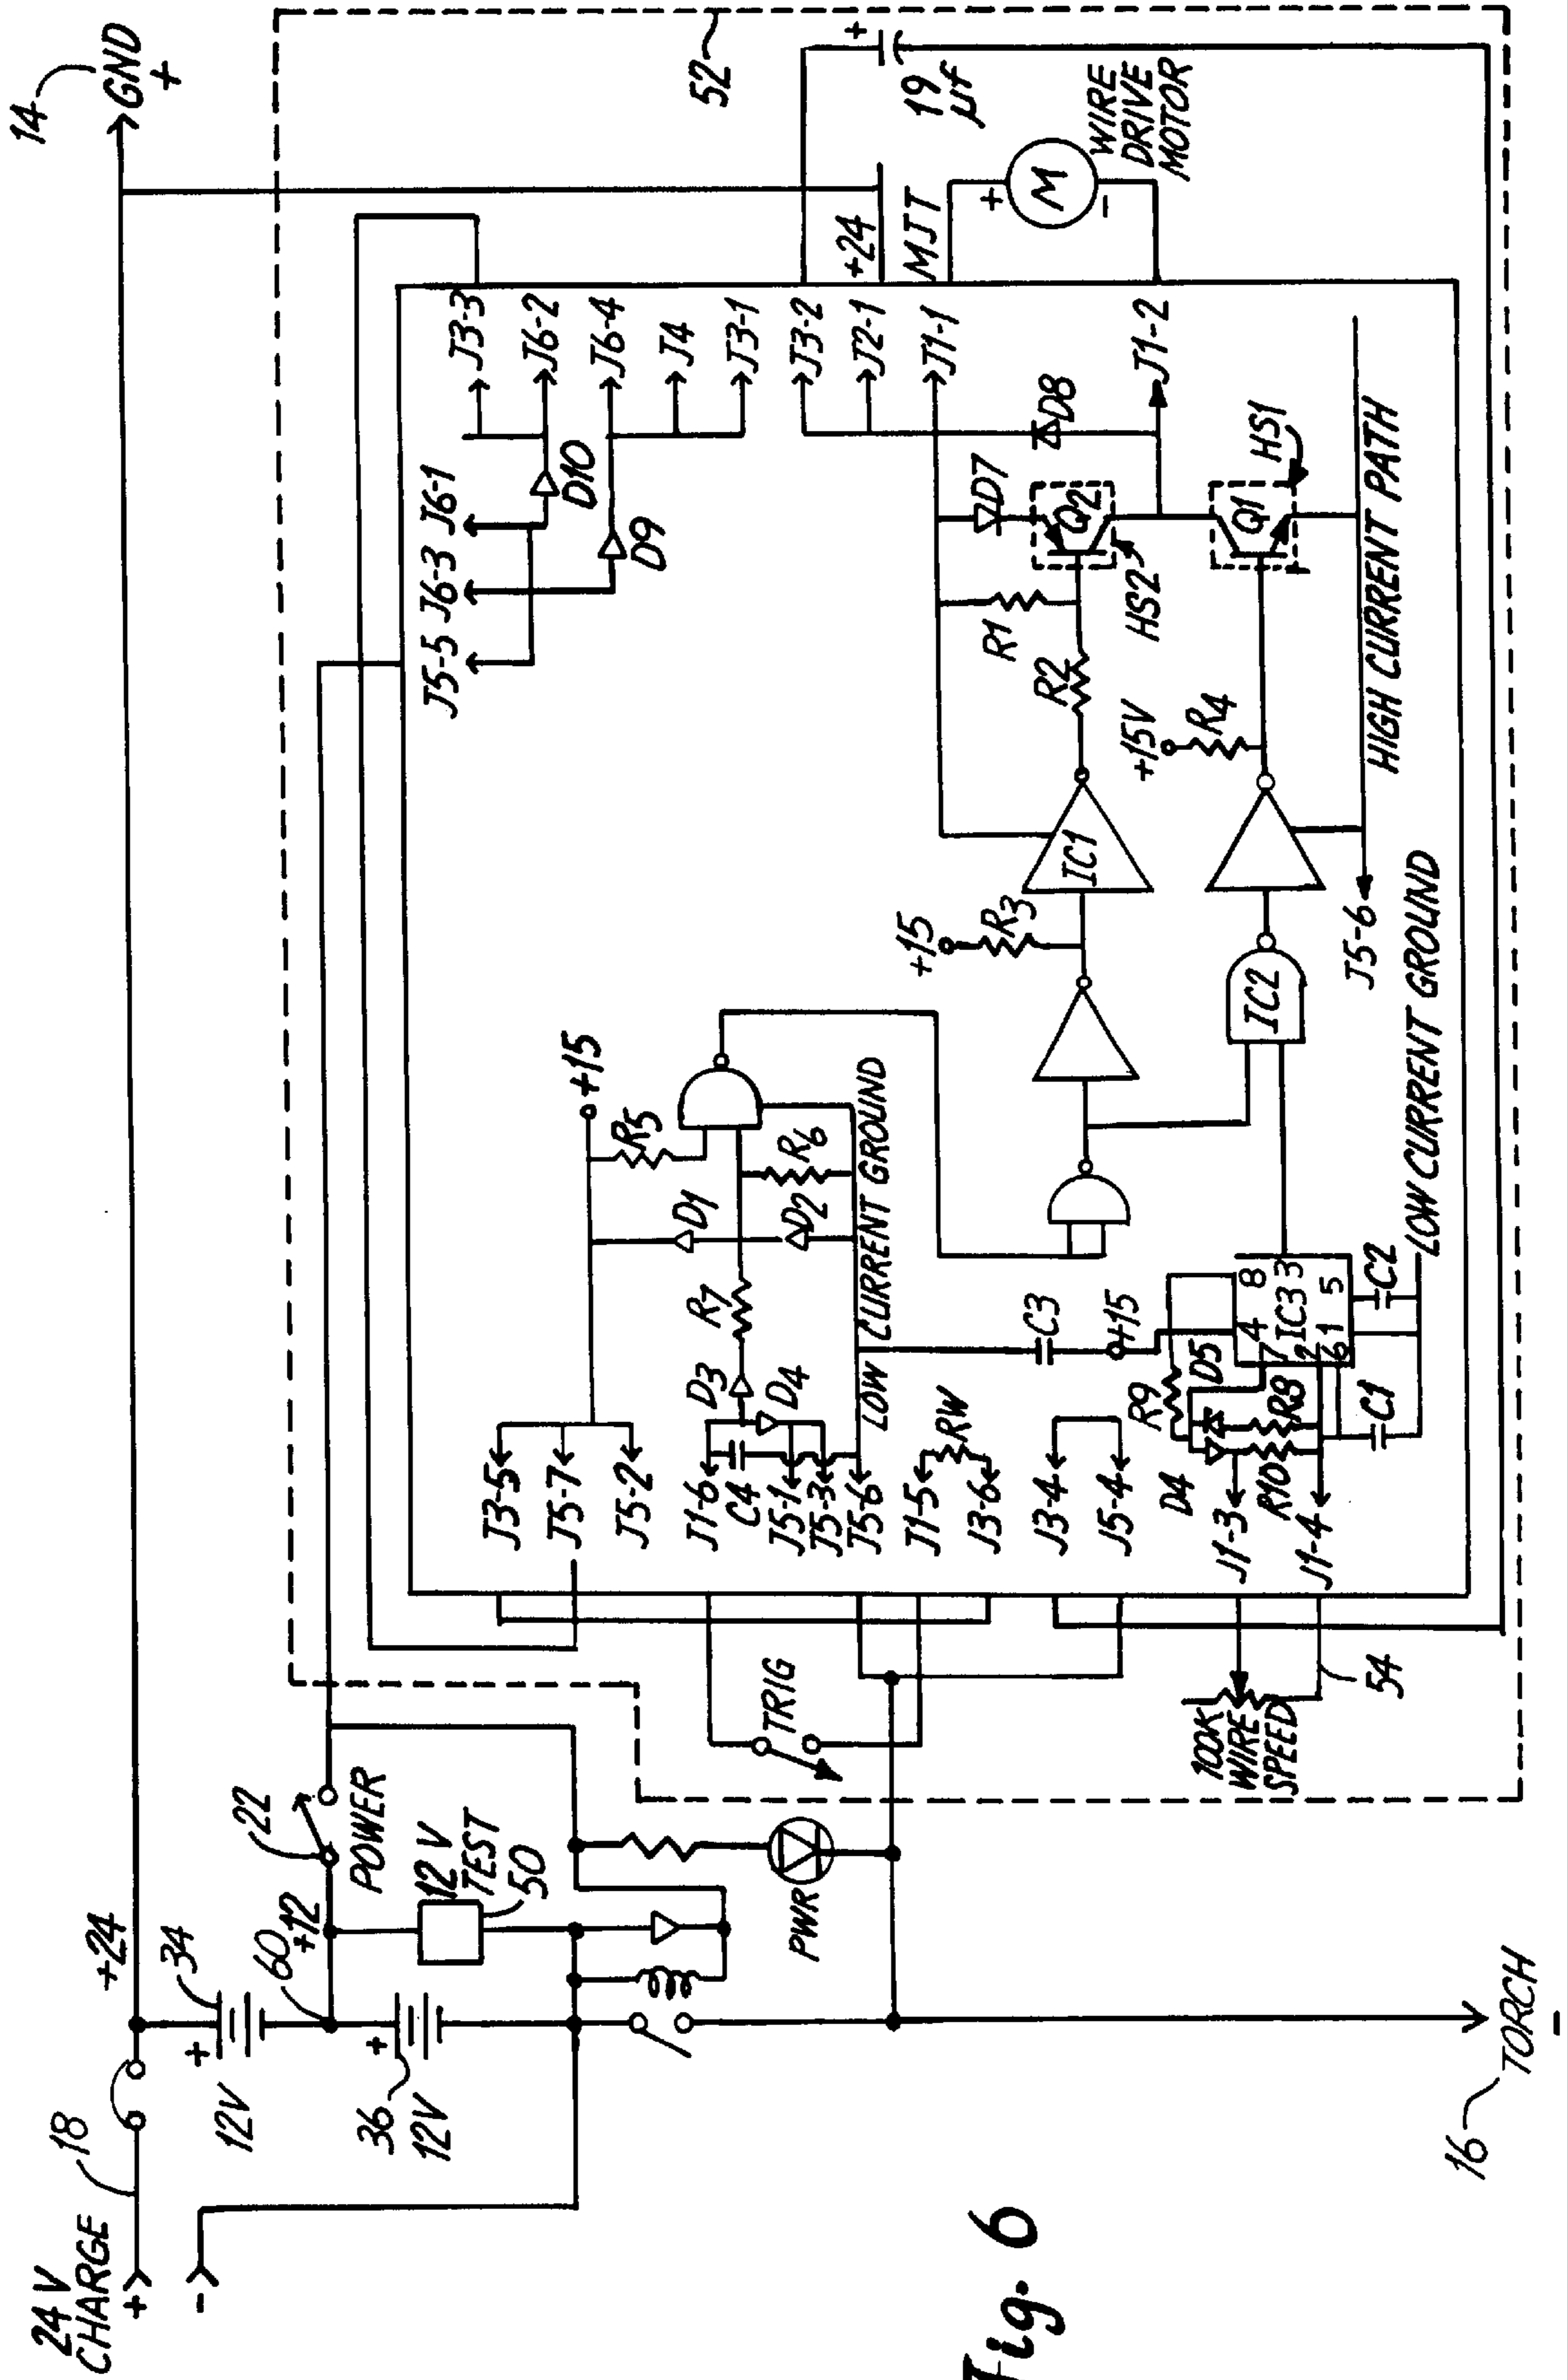 24 V
CHARGE
+
-
18
+24
14
GND
+
34
+
12V
60
+12
22
POWER
36
+
12V
12 V
TEST
50
PWR
16
TORCH
-
52
+
19
μf
J3-3
J6-2
J6-4
J4
J3-1
J3-2
J2-1
J1-1
J1-2
+24
MJT
+
M
-
WIRE
DRIVE
MOTOR
J5-5
J6-3
J6-1
D10
D9
D8
D7
Q2
HS2
Q1
HS1
R1
R2
+15V
R4
HIGH CURRENT PATH
J5-6
IC1
+15
R3
IC2
+15
R5
R6
D1
D2
R7
D3
D4
LOW CURRENT GROUND
J3-5
J5-7
J5-2
J1-6
C4
J5-1
J5-3
J5-6
J1-5
RW
J3-6
J3-4
J5-4
J1-3
J1-4
C3
+15
R9
D5
D4
R10
R8
4
8
7
IC3
3
2
6
1
5
C1
C2
LOW CURRENT GROUND
TRIG
100K
WIRE
SPEED
54
Fig. 6